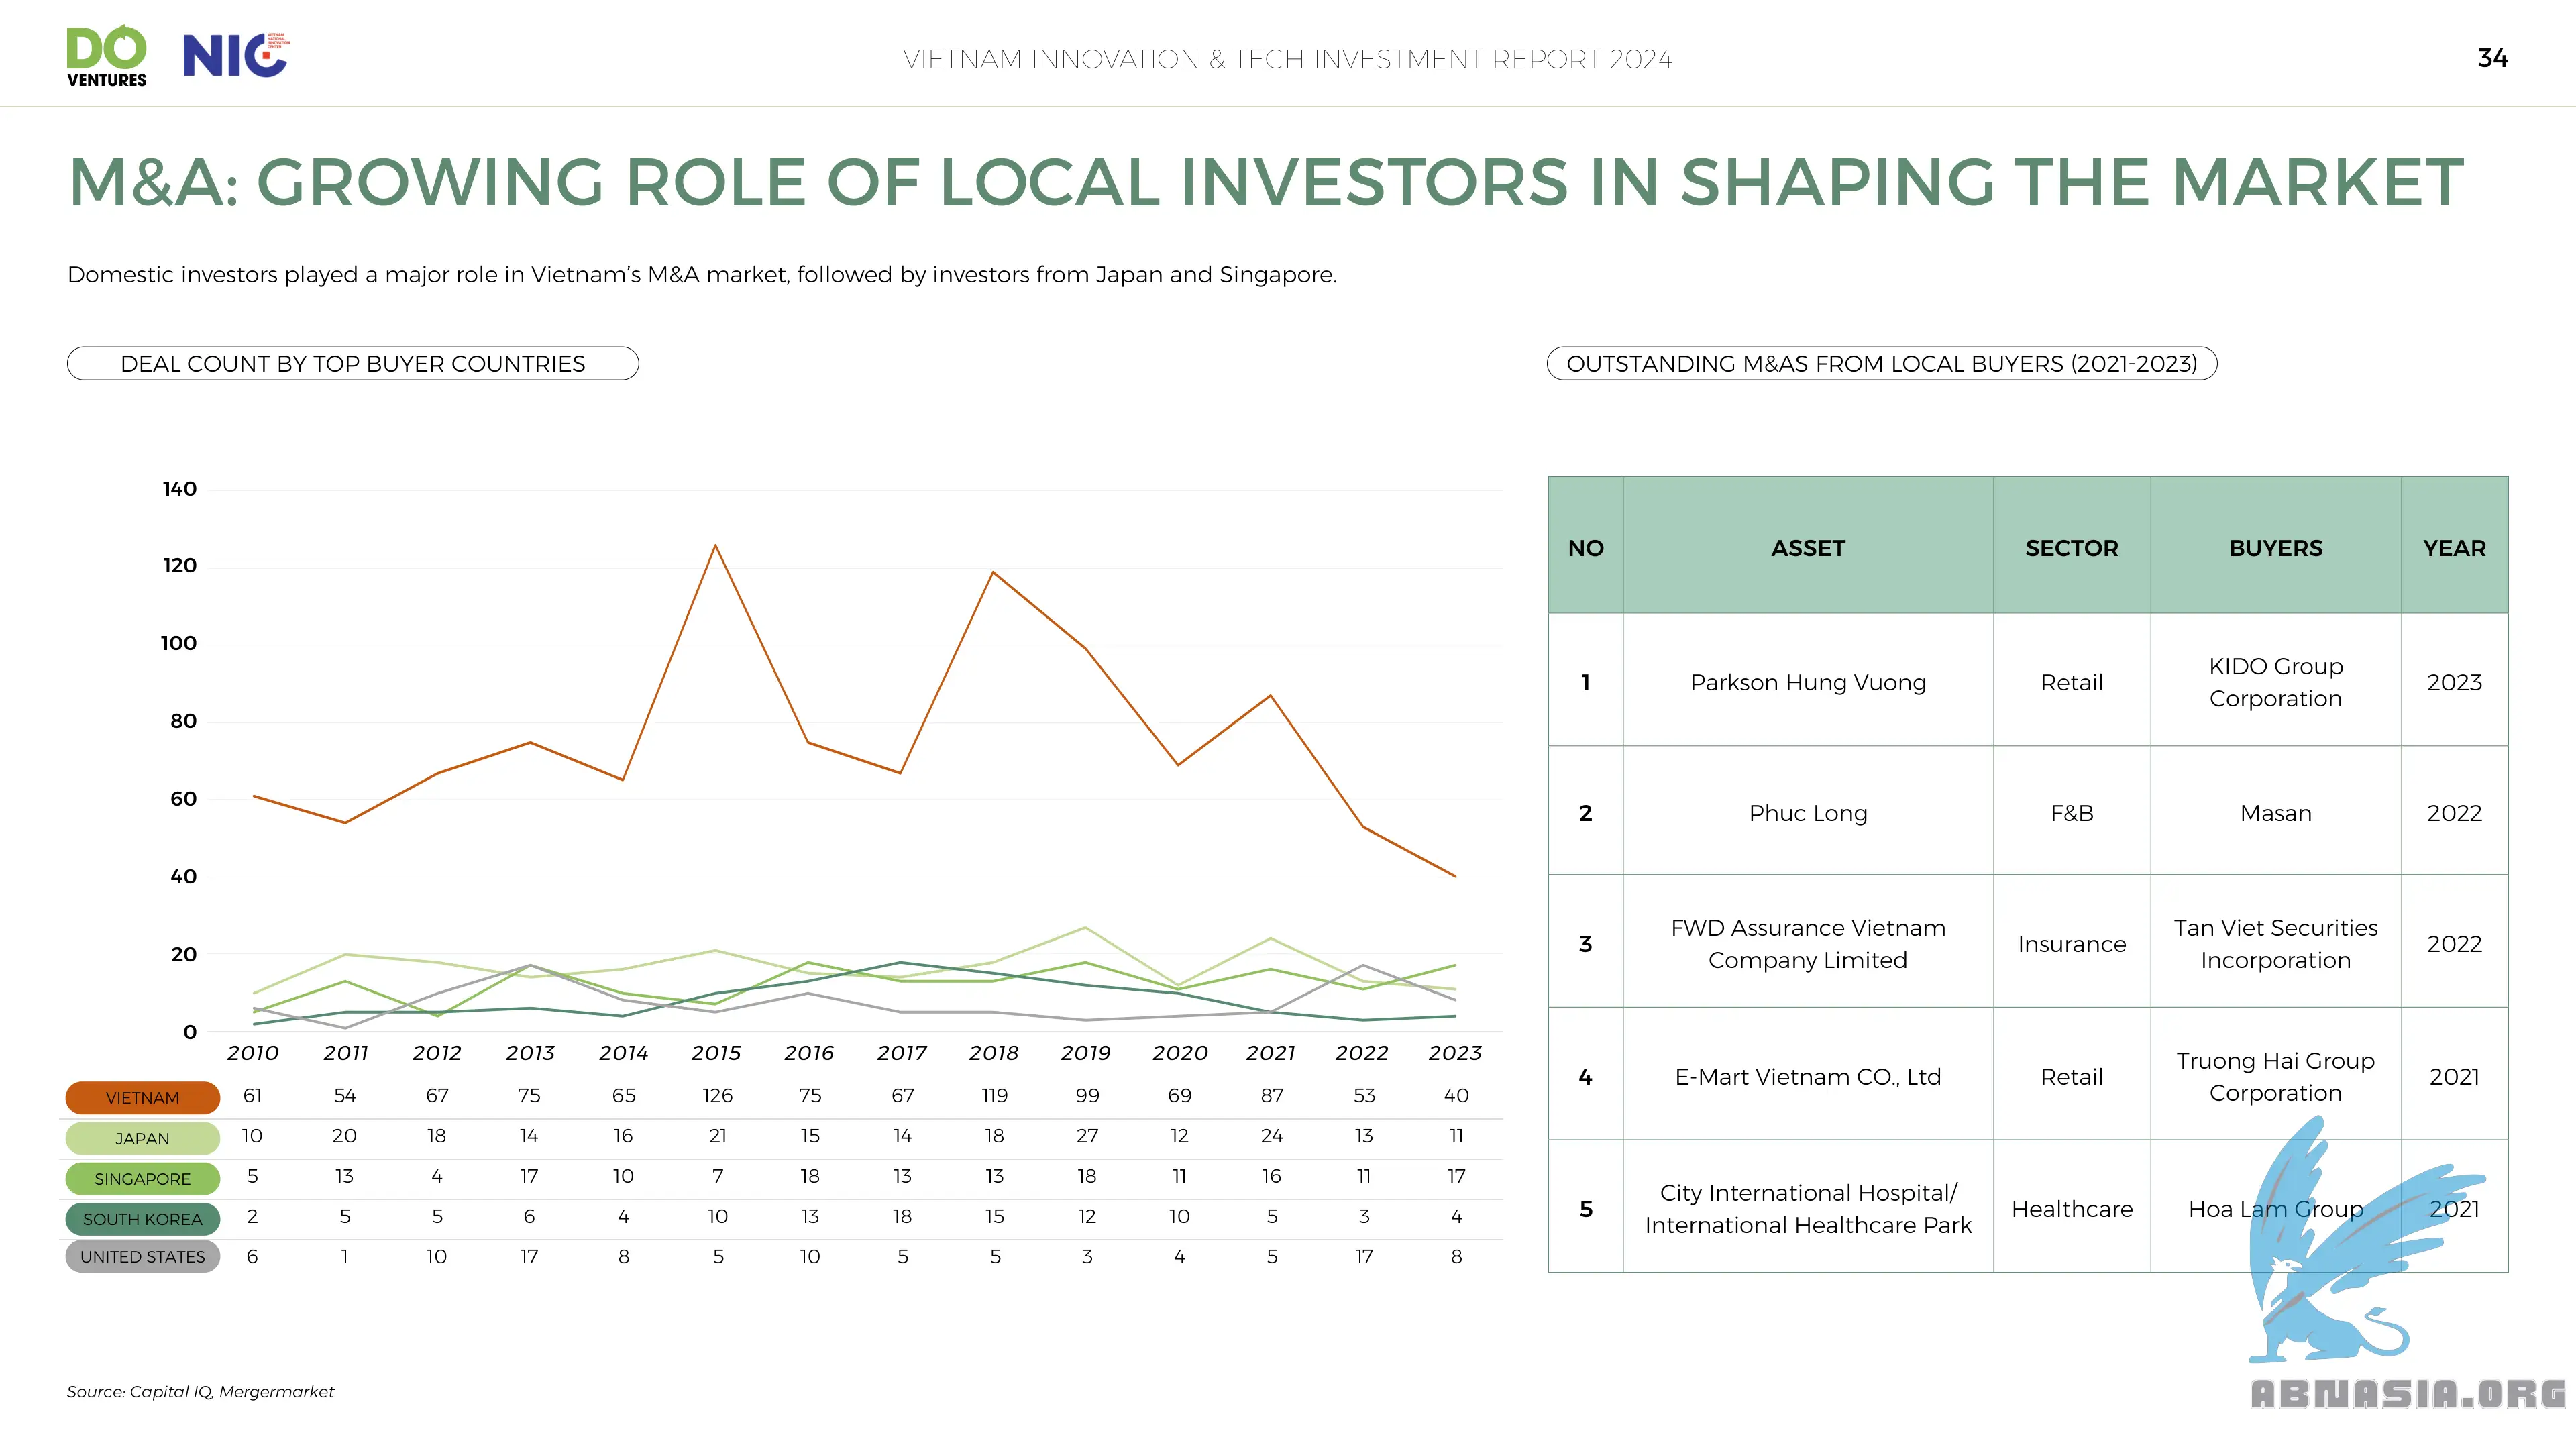 DO
VENTURES
NIC
VIETNAM
NATIONAL
INNOVATION
CENTER
VIETNAM INNOVATION & TECH INVESTMENT REPORT 2024
34
M&A: GROWING ROLE OF LOCAL INVESTORS IN SHAPING THE MARKET
Domestic investors played a major role in Vietnam’s M&A market, followed by investors from Japan and Singapore.
DEAL COUNT BY TOP BUYER COUNTRIES
140
120
100
80
60
40
20
0
2010 2011 2012 2013 2014 2015 2016 2017 2018 2019 2020 2021 2022 2023
VIETNAM 61 54 67 75 65 126 75 67 119 99 69 87 53 40
JAPAN 10 20 18 14 16 21 15 14 18 27 12 24 13 11
SINGAPORE 5 13 4 17 10 7 18 13 13 18 11 16 11 17
SOUTH KOREA 2 5 5 6 4 10 13 18 15 12 10 5 3 4
UNITED STATES 6 1 10 17 8 5 10 5 5 3 4 5 17 8
OUTSTANDING M&AS FROM LOCAL BUYERS (2021-2023)
NO ASSET SECTOR BUYERS YEAR
1 Parkson Hung Vuong Retail KIDO Group
Corporation 2023
2 Phuc Long F&B Masan 2022
3 FWD Assurance Vietnam
Company Limited Insurance Tan Viet Securities
Incorporation 2022
4 E-Mart Vietnam CO., Ltd Retail Truong Hai Group
Corporation 2021
5 City International Hospital/
International Healthcare Park Healthcare Hoa Lam Group 2021
Source: Capital IQ, Mergermarket
ABNASIA.ORG